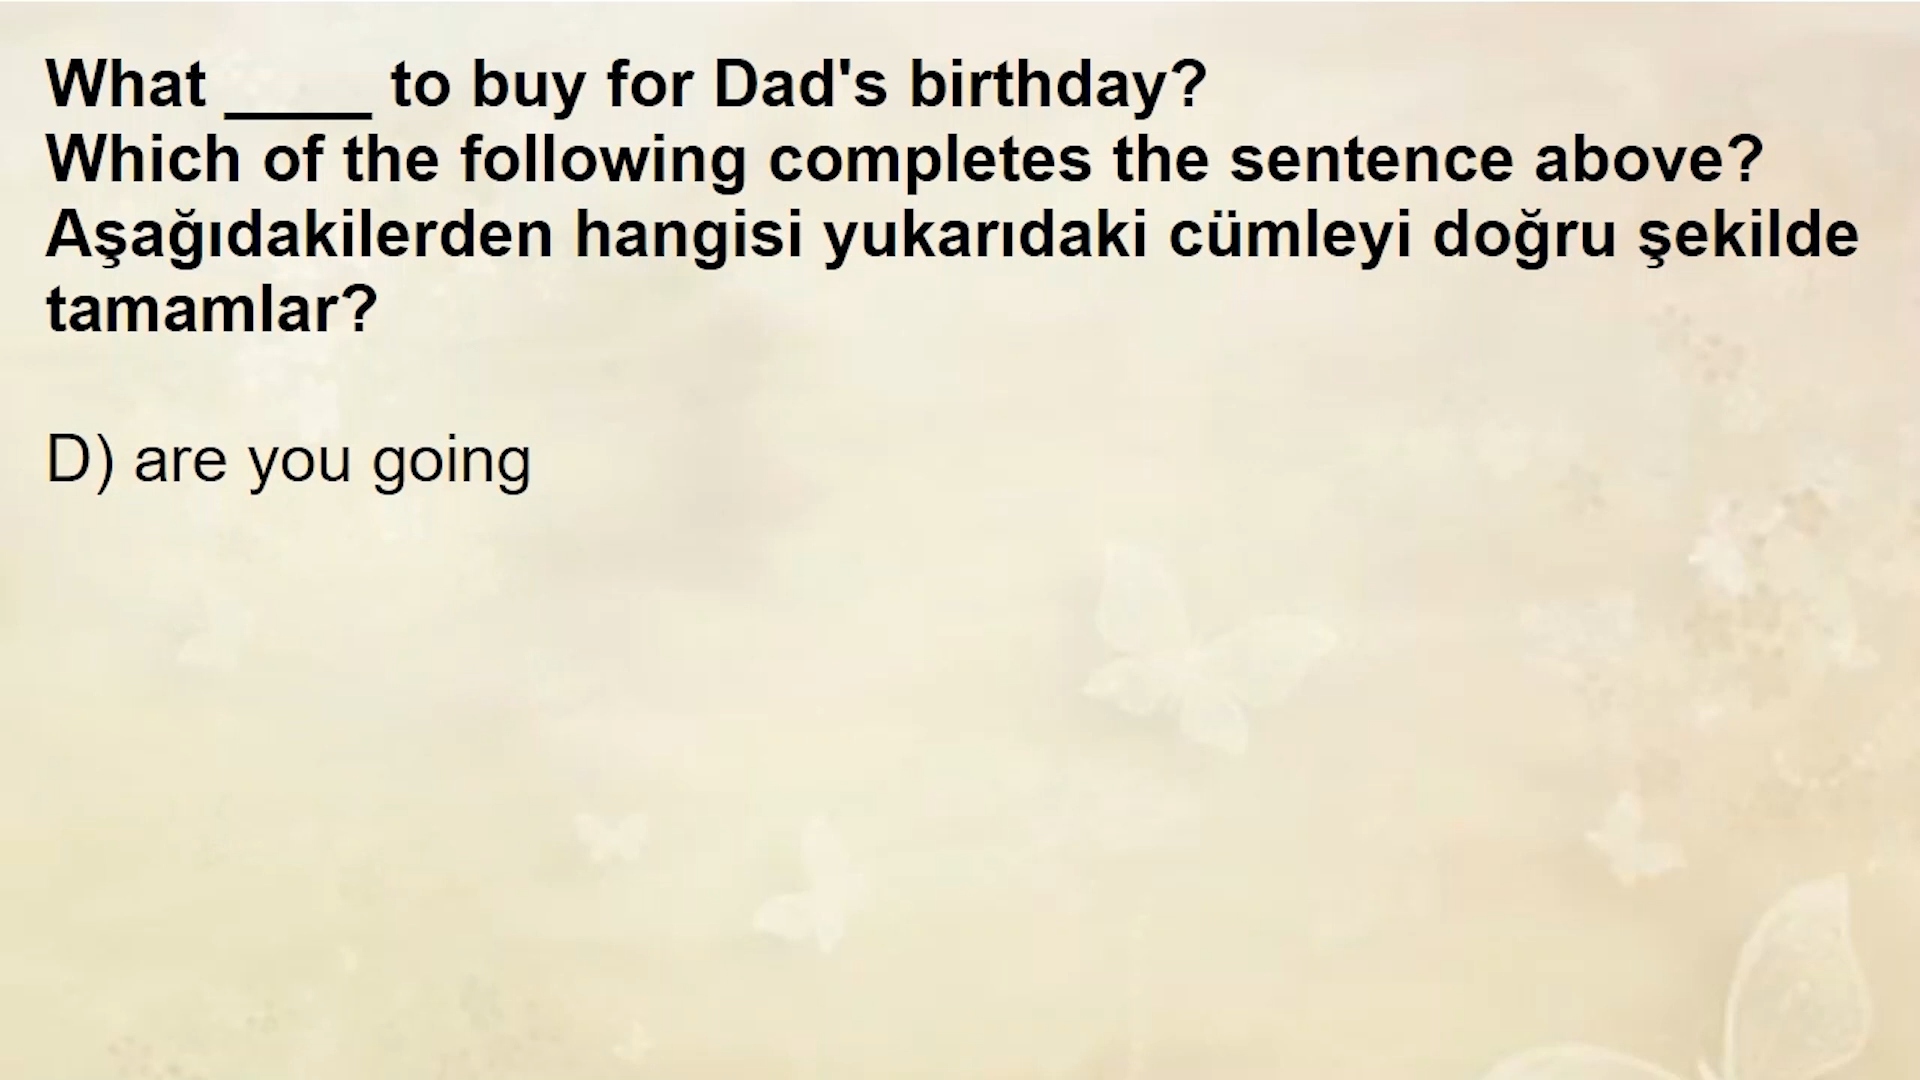 What ____ to buy for Dad's birthday?
Which of the following completes the sentence above?
Aşağıdakilerden hangisi yukarıdaki cümleyi doğru şekilde
tamamlar?
D) are you going